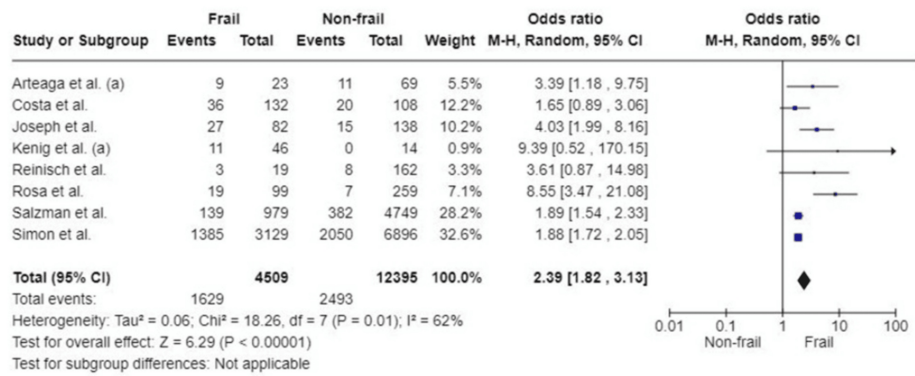 Frail Non-frail Odds ratio Odds ratio
Study or Subgroup Events Total Events Total Weight M-H, Random, 95% CI M-H, Random, 95% CI
Arteaga et al. (a) 9 23 11 69 5.5% 3.39 [1.18 , 9.75]
Costa et al. 36 132 20 108 12.2% 1.65 [0.89 , 3.06]
Joseph et al. 27 82 15 138 10.2% 4.03 [1.99 , 8.16]
Kenig et al. (a) 11 46 0 14 0.9% 9.39 [0.52 , 170.15]
Reinisch et al. 3 19 8 162 3.3% 3.61 [0.87 , 14.98]
Rosa et al. 19 99 7 259 7.1% 8.55 [3.47 , 21.08]
Salzman et al. 139 979 382 4749 28.2% 1.89 [1.54 , 2.33]
Simon et al. 1385 3129 2050 6896 32.6% 1.88 [1.72 , 2.05]
Total (95% CI) 4509 12395 100.0% 2.39 [1.82 , 3.13]
Total events: 1629 2493
Heterogeneity: Tau² = 0.06; Chi² = 18.26, df = 7 (P = 0.01); I² = 62%
Test for overall effect: Z = 6.29 (P < 0.00001)
Test for subgroup differences: Not applicable
0.01 0.1 1 10 100
Non-frail Frail